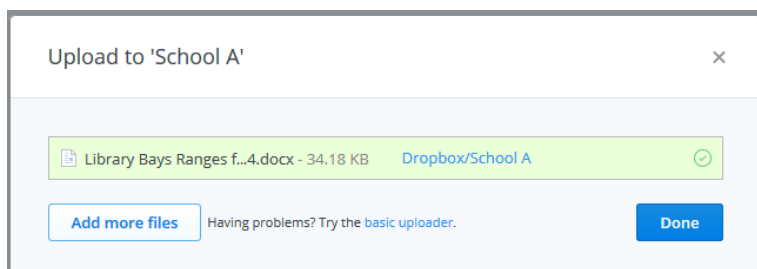 Upload to 'School A'
Library Bays Ranges f...4.docx - 34.18 KB Dropbox/School A
Add more files Having problems? Try the basic uploader. Done